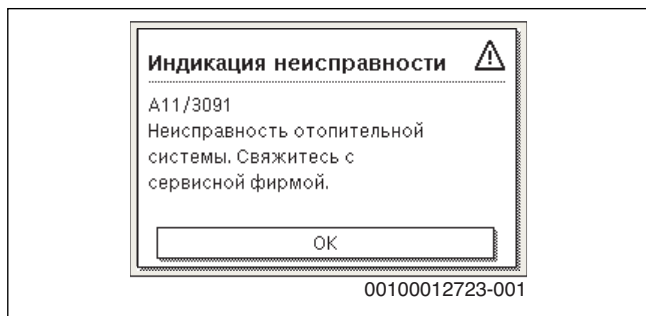 Индикация неисправности
A11/3091
Неисправность отопительной
системы. Свяжитесь с
сервисной фирмой.
OK
00100012723-001